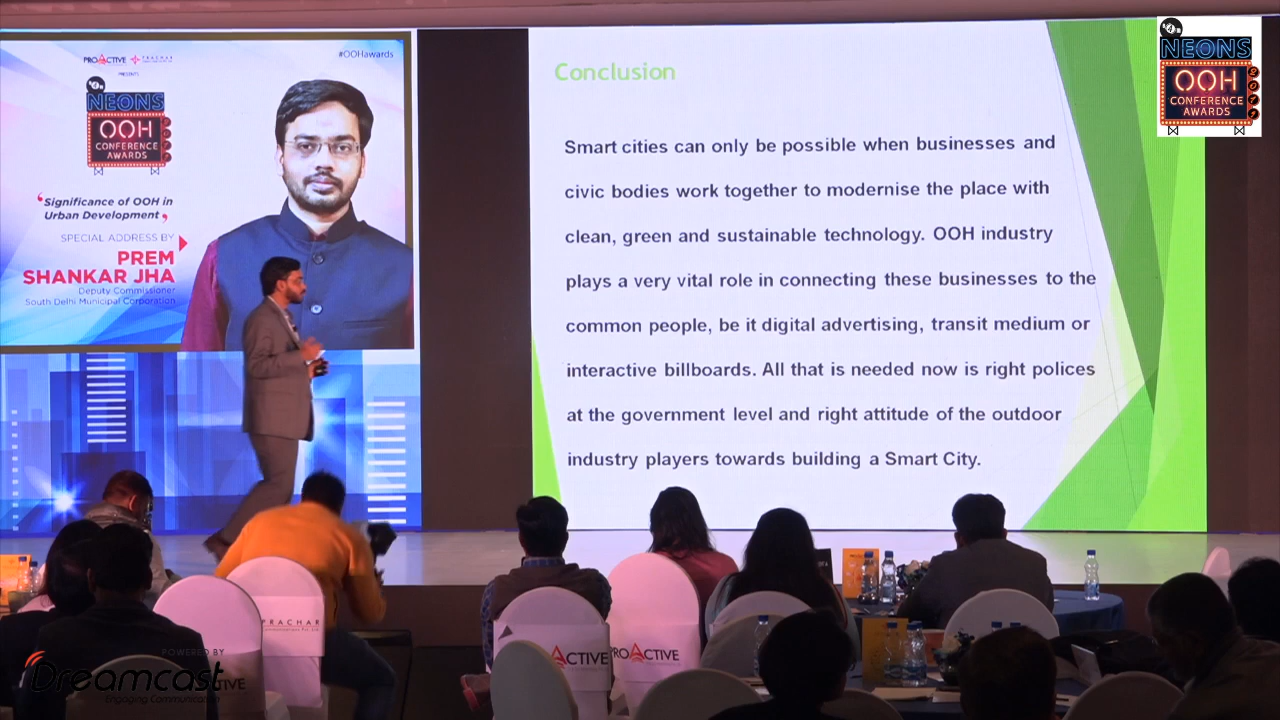 #OOHawards
PROACTIVE PRACHAR
PRESENTS
NEONS
OOH
CONFERENCE
AWARDS
Significance of OOH in
Urban Development
SPECIAL ADDRESS BY
PREM
SHANKAR JHA
Deputy Commissioner
South Delhi Municipal Corporation
Conclusion
Smart cities can only be possible when businesses and
civic bodies work together to modernise the place with
clean, green and sustainable technology. OOH industry
plays a very vital role in connecting these businesses to the
common people, be it digital advertising, transit medium or
interactive billboards. All that is needed now is right polices
at the government level and right attitude of the outdoor
industry players towards building a Smart City.
NEONS
OOH
CONFERENCE
AWARDS
2019
PRACHAR
ACTIVE
PROACTIVE
POWERED BY
Dreamcast
Engaging Communication
TIVE